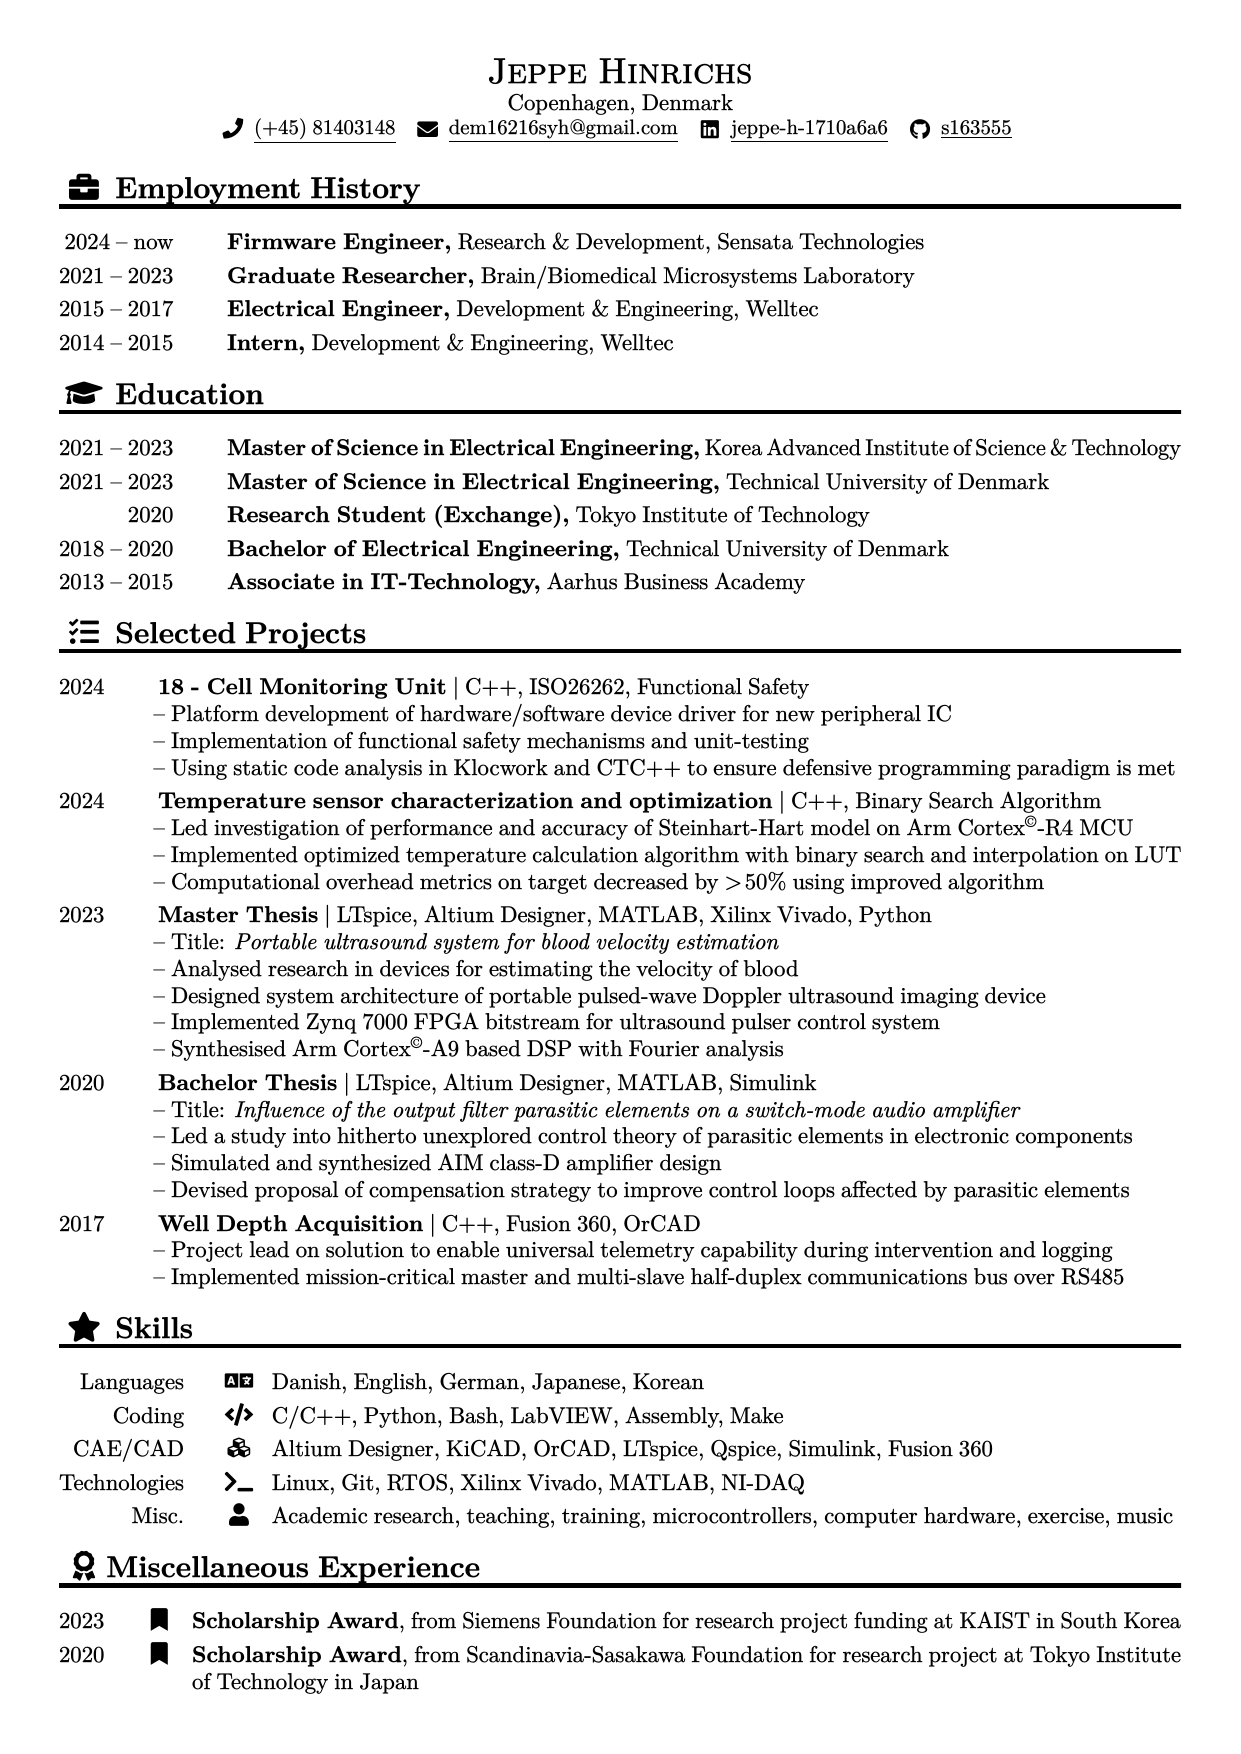 Jeppe Hinrichs
Copenhagen, Denmark
(+45) 81403148 dem16216syh@gmail.com jeppe-h-1710a6a6 s163555
Employment History
2024 – now Firmware Engineer, Research & Development, Sensata Technologies
2021 – 2023 Graduate Researcher, Brain/Biomedical Microsystems Laboratory
2015 – 2017 Electrical Engineer, Development & Engineering, Welltec
2014 – 2015 Intern, Development & Engineering, Welltec
Education
2021 – 2023 Master of Science in Electrical Engineering, Korea Advanced Institute of Science & Technology
2021 – 2023 Master of Science in Electrical Engineering, Technical University of Denmark
2020 Research Student (Exchange), Tokyo Institute of Technology
2018 – 2020 Bachelor of Electrical Engineering, Technical University of Denmark
2013 – 2015 Associate in IT-Technology, Aarhus Business Academy
Selected Projects
2024 18 - Cell Monitoring Unit | C++, ISO26262, Functional Safety
– Platform development of hardware/software device driver for new peripheral IC
– Implementation of functional safety mechanisms and unit-testing
– Using static code analysis in Klocwork and CTC++ to ensure defensive programming paradigm is met
2024 Temperature sensor characterization and optimization | C++, Binary Search Algorithm
– Led investigation of performance and accuracy of Steinhart-Hart model on Arm Cortex©-R4 MCU
– Implemented optimized temperature calculation algorithm with binary search and interpolation on LUT
– Computational overhead metrics on target decreased by >50% using improved algorithm
2023 Master Thesis | LTspice, Altium Designer, MATLAB, Xilinx Vivado, Python
– Title: Portable ultrasound system for blood velocity estimation
– Analysed research in devices for estimating the velocity of blood
– Designed system architecture of portable pulsed-wave Doppler ultrasound imaging device
– Implemented Zynq 7000 FPGA bitstream for ultrasound pulser control system
– Synthesised Arm Cortex©-A9 based DSP with Fourier analysis
2020 Bachelor Thesis | LTspice, Altium Designer, MATLAB, Simulink
– Title: Influence of the output filter parasitic elements on a switch-mode audio amplifier
– Led a study into hitherto unexplored control theory of parasitic elements in electronic components
– Simulated and synthesized AIM class-D amplifier design
– Devised proposal of compensation strategy to improve control loops affected by parasitic elements
2017 Well Depth Acquisition | C++, Fusion 360, OrCAD
– Project lead on solution to enable universal telemetry capability during intervention and logging
– Implemented mission-critical master and multi-slave half-duplex communications bus over RS485
Skills
Languages Danish, English, German, Japanese, Korean
Coding C/C++, Python, Bash, LabVIEW, Assembly, Make
CAE/CAD Altium Designer, KiCAD, OrCAD, LTspice, Qspice, Simulink, Fusion 360
Technologies Linux, Git, RTOS, Xilinx Vivado, MATLAB, NI-DAQ
Misc. Academic research, teaching, training, microcontrollers, computer hardware, exercise, music
Miscellaneous Experience
2023 Scholarship Award, from Siemens Foundation for research project funding at KAIST in South Korea
2020 Scholarship Award, from Scandinavia-Sasakawa Foundation for research project at Tokyo Institute
of Technology in Japan